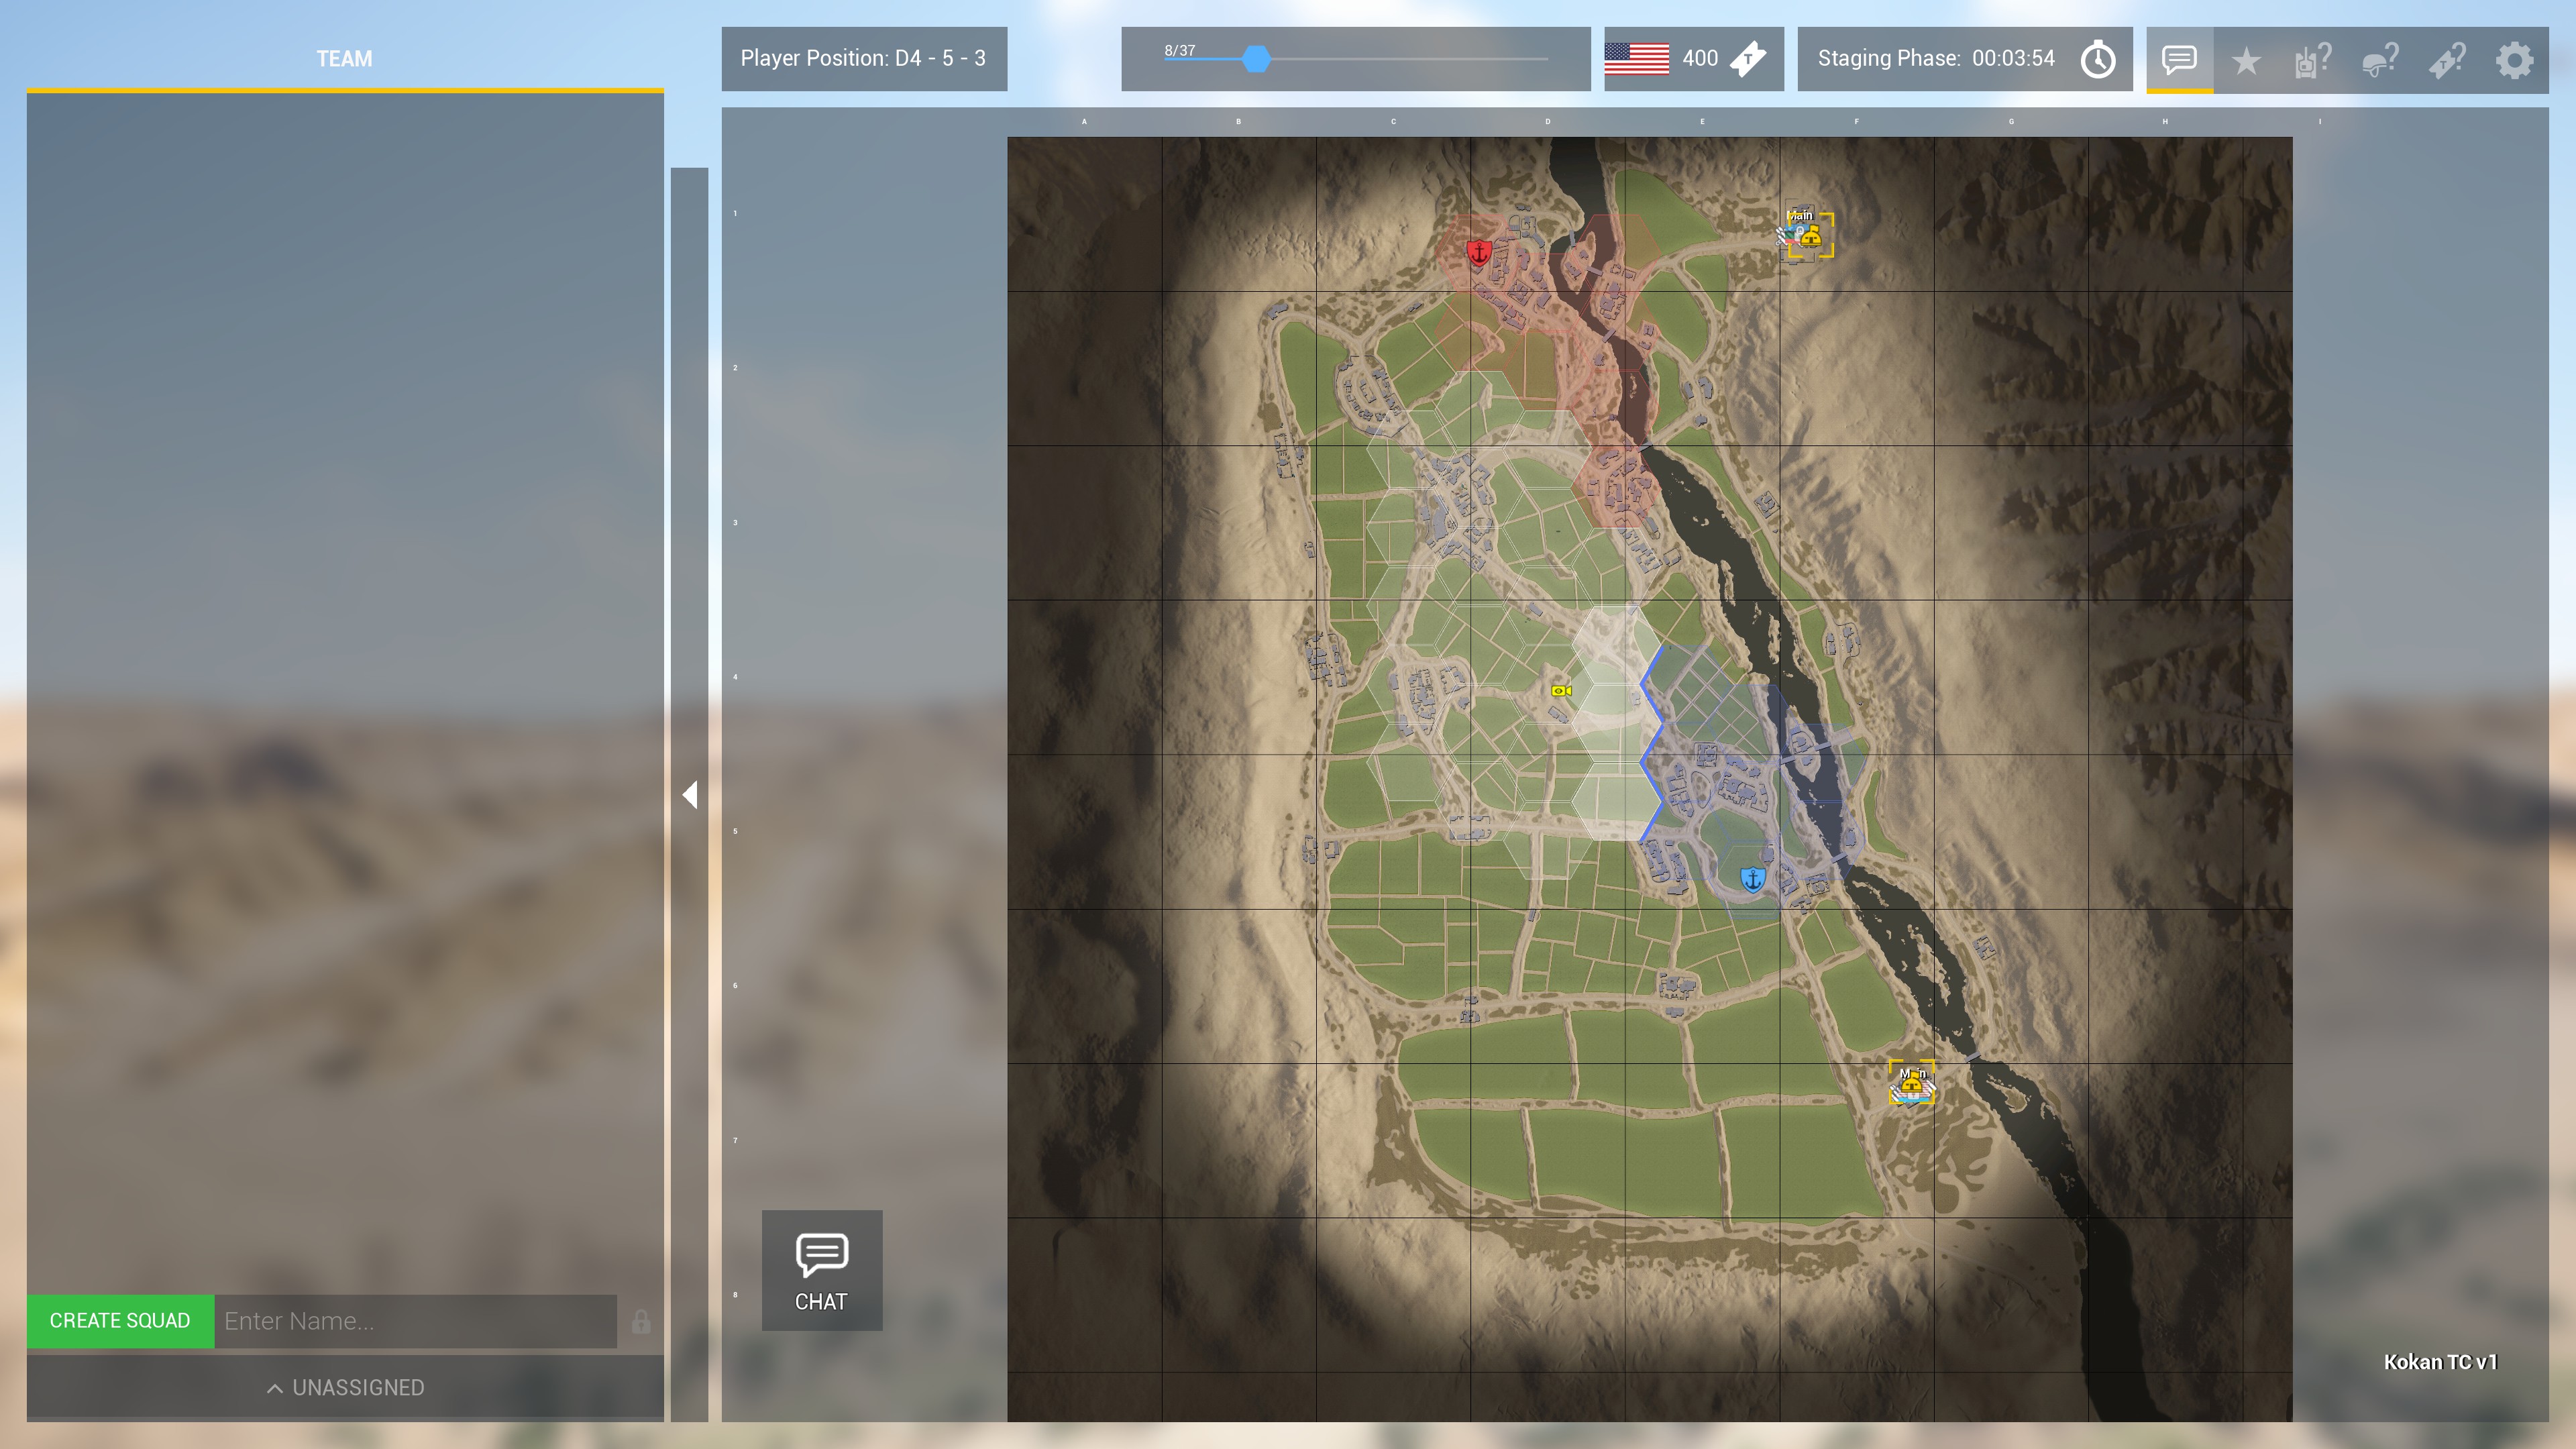 TEAM
Player Position: D4 - 5 - 3
8/37
400
Staging Phase: 00:03:54
A B C D E F G H I
Main
1
2
3
4
5
6
Main
7
8
CHAT
CREATE SQUAD
Enter Name...
UNASSIGNED
Kokan TC v1